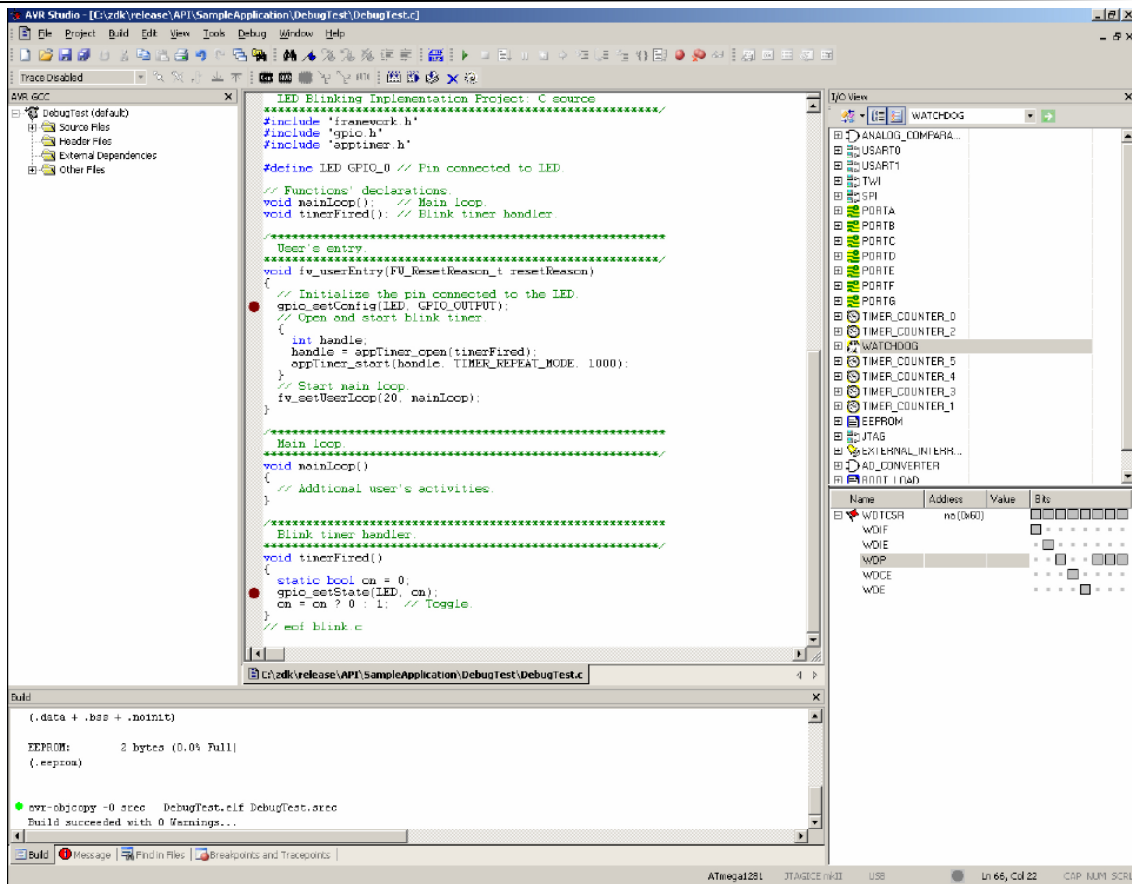 AVR Studio - [C:\zdk\release\API\SampleApplication\DebugTest\DebugTest.c]
File Project Build Edit View Tools Debug Window Help
Trace Disabled
AVR GCC
DebugTest (default)
Source Files
Header Files
External Dependencies
Other Files
LED Blinking Implementation Project: C source
**************************************************************/
#include "framework.h"
#include "gpio.h"
#include "apptimer.h"
#define LED GPIO_0 // Pin connected to LED.
// Functions' declarations.
void mainLoop(); // Main loop.
void timerFired(); // Blink timer handler.
/**************************************************************
User's entry.
**************************************************************/
void fw_userEntry(FW_ResetReason_t resetReason)
{
// Initialize the pin connected to the LED.
gpio_setConfig(LED, GPIO_OUTPUT);
// Open and start blink timer.
{
int handle;
handle = appTimer_open(timerFired);
appTimer_start(handle, TIMER_REPEAT_MODE, 1000);
}
// Start main loop.
fw_setUserLoop(20, mainLoop);
}
/**************************************************************
Main loop.
**************************************************************/
void mainLoop()
{
// Addtional user's activities.
}
/**************************************************************
Blink timer handler.
**************************************************************/
void timerFired()
{
static bool on = 0;
gpio_setState(LED, on);
on = on ? 0 : 1; // Toggle.
}
// eof blink.c
C:\zdk\release\API\SampleApplication\DebugTest\DebugTest.c
I/O View
WATCHDOG
ANALOG_COMPARA...
USART0
USART1
TWI
SPI
PORTA
PORTB
PORTC
PORTD
PORTE
PORTF
PORTG
TIMER_COUNTER_0
TIMER_COUNTER_2
WATCHDOG
TIMER_COUNTER_5
TIMER_COUNTER_4
TIMER_COUNTER_3
TIMER_COUNTER_1
EEPROM
JTAG
EXTERNAL_INTERR...
AD_CONVERTER
BOOT_LOAD
Name Address Value Bits
WDTCSR na (0x60)
WDIF
WDIE
WDP
WDCE
WDE
Build
(.data + .bss + .noinit)
EEPROM: 2 bytes (0.0% Full)
(.eeprom)
avr-objcopy -O srec DebugTest.elf DebugTest.srec
Build succeeded with 0 Warnings...
Build Message Find in Files Breakpoints and Tracepoints
ATmega1281 JTAGICE mkII USB Ln 66, Col 22 CAP NUM SCRL